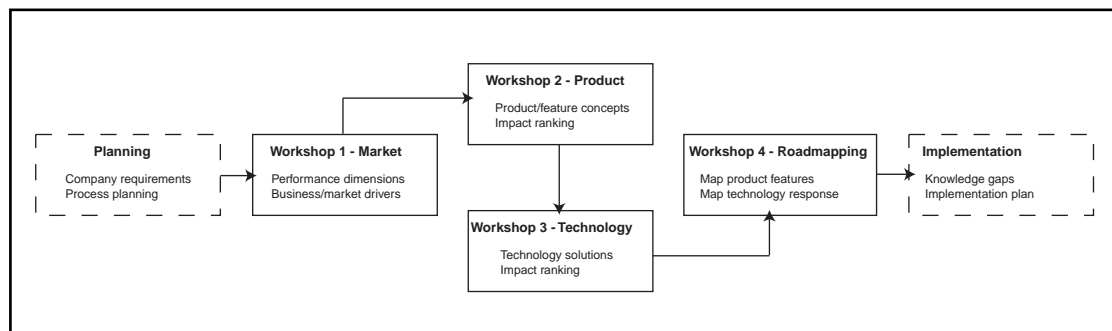 Planning
Company requirements
Process planning
Workshop 1 - Market
Performance dimensions
Business/market drivers
Workshop 2 - Product
Product/feature concepts
Impact ranking
Workshop 3 - Technology
Technology solutions
Impact ranking
Workshop 4 - Roadmapping
Map product features
Map technology response
Implementation
Knowledge gaps
Implementation plan